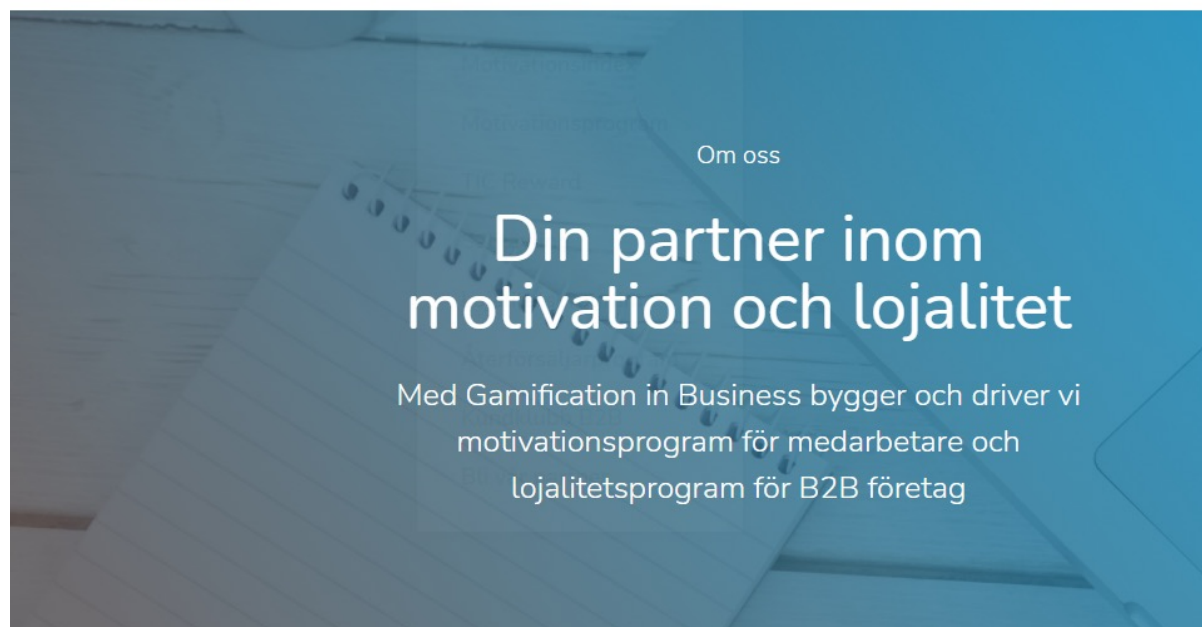 Om oss
Din partner inom
motivation och lojalitet
Med Gamification in Business bygger och driver vi
motivationsprogram för medarbetare och
lojalitetsprogram för B2B företag